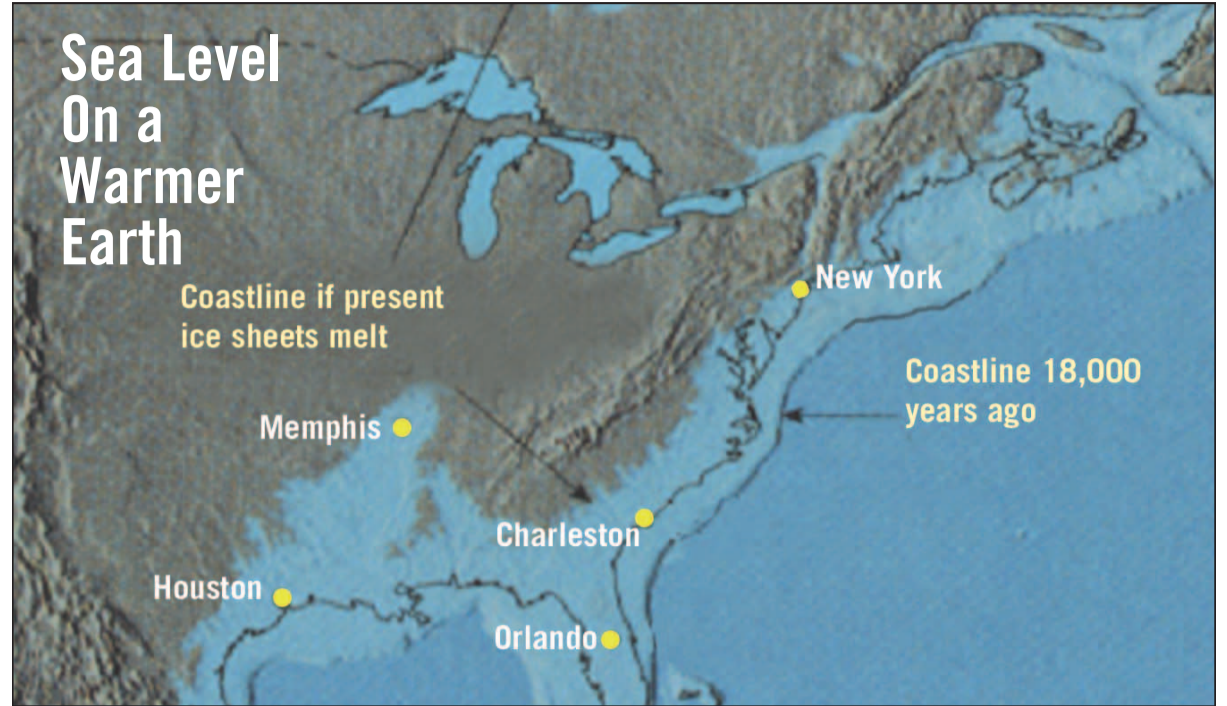 Sea Level
On a
Warmer
Earth
Coastline if present
ice sheets melt
New York
Coastline 18,000
years ago
Memphis
Charleston
Houston
Orlando